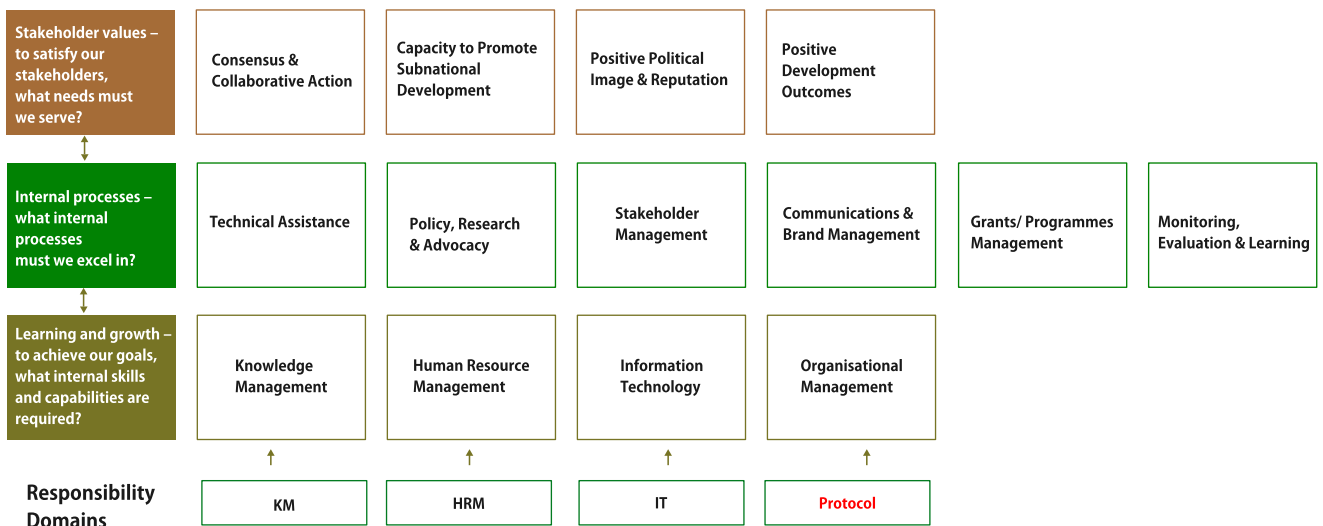 Stakeholder values –
to satisfy our
stakeholders,
what needs must
we serve?
Consensus &
Collaborative Action
Capacity to Promote
Subnational
Development
Positive Political
Image & Reputation
Positive
Development
Outcomes
Internal processes –
what internal
processes
must we excel in?
Technical Assistance
Policy, Research
& Advocacy
Stakeholder
Management
Communications &
Brand Management
Grants/ Programmes
Management
Monitoring,
Evaluation & Learning
Learning and growth –
to achieve our goals,
what internal skills
and capabilities are
required?
Knowledge
Management
Human Resource
Management
Information
Technology
Organisational
Management
Responsibility
Domains
KM
HRM
IT
Protocol